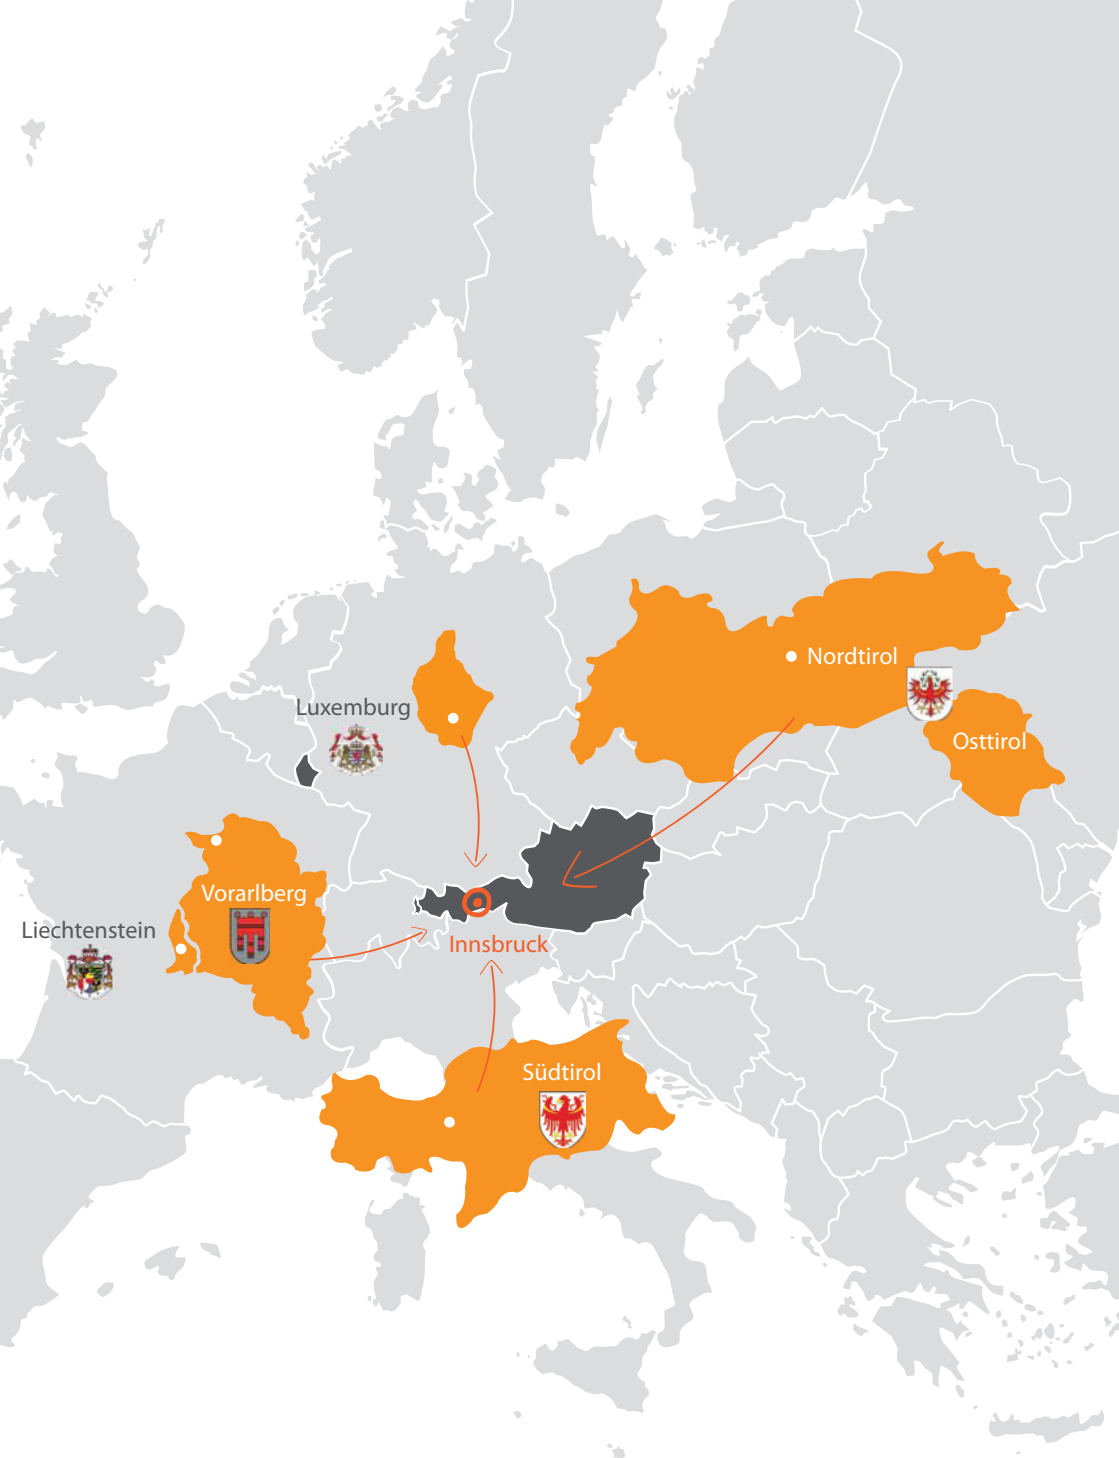 Nordtirol
Luxemburg
Osttirol
Vorarlberg
Liechtenstein
Innsbruck
Südtirol